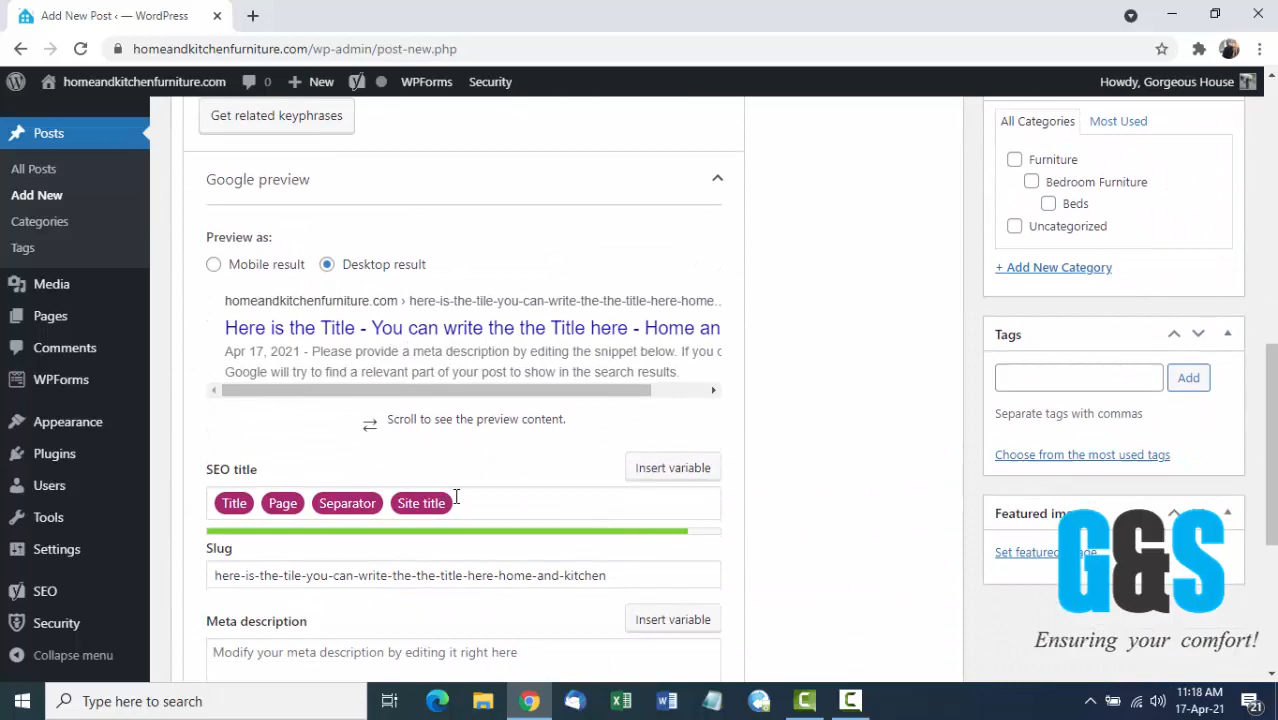 Add New Post ‹ — WordPress
homeandkitchenfurniture.com/wp-admin/post-new.php
homeandkitchenfurniture.com 0 New WPForms Security Howdy, Gorgeous House
Posts
All Posts
Add New
Categories
Tags
Media
Pages
Comments
WPForms
Appearance
Plugins
Users
Tools
Settings
SEO
Security
Collapse menu
Get related keyphrases
Google preview
Preview as:
Mobile result Desktop result
homeandkitchenfurniture.com › here-is-the-tile-you-can-write-the-the-title-here-home...
Here is the Title - You can write the the Title here - Home an
Apr 17, 2021 - Please provide a meta description by editing the snippet below. If you
Google will try to find a relevant part of your post to show in the search results.
Scroll to see the preview content.
SEO title
Insert variable
Title Page Separator Site title
Slug
here-is-the-tile-you-can-write-the-the-title-here-home-and-kitchen
Meta description
Insert variable
Modify your meta description by editing it right here
All Categories Most Used
Furniture
Bedroom Furniture
Beds
Uncategorized
+ Add New Category
Tags
Add
Separate tags with commas
Choose from the most used tags
Featured
Set featured
G&S
Ensuring your comfort!
Type here to search
11:18 AM
17-Apr-21
21